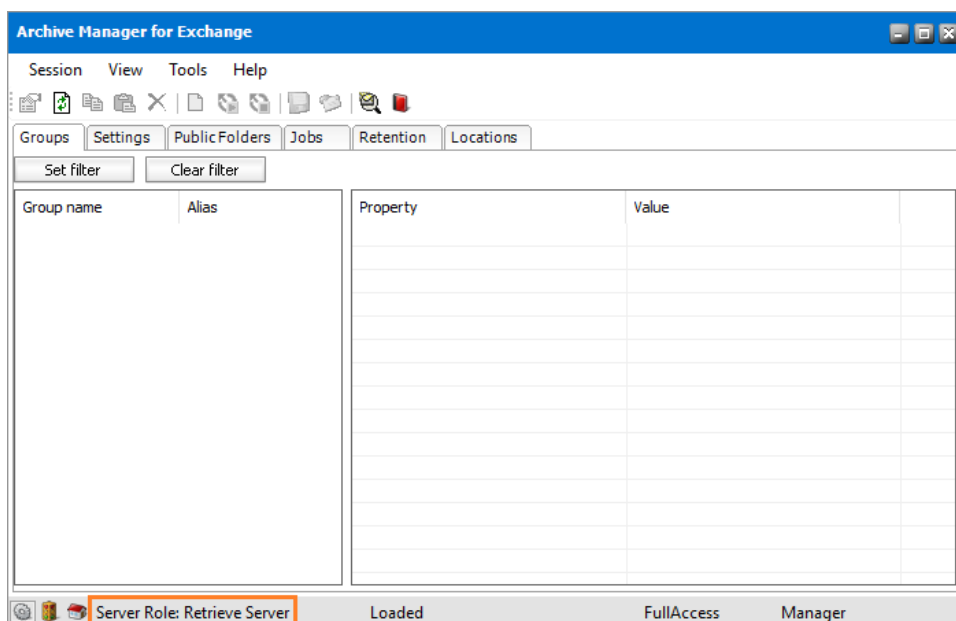 Archive Manager for Exchange
Session View Tools Help
Groups Settings Public Folders Jobs Retention Locations
Set filter Clear filter
Group name Alias Property Value
Server Role: Retrieve Server Loaded FullAccess Manager